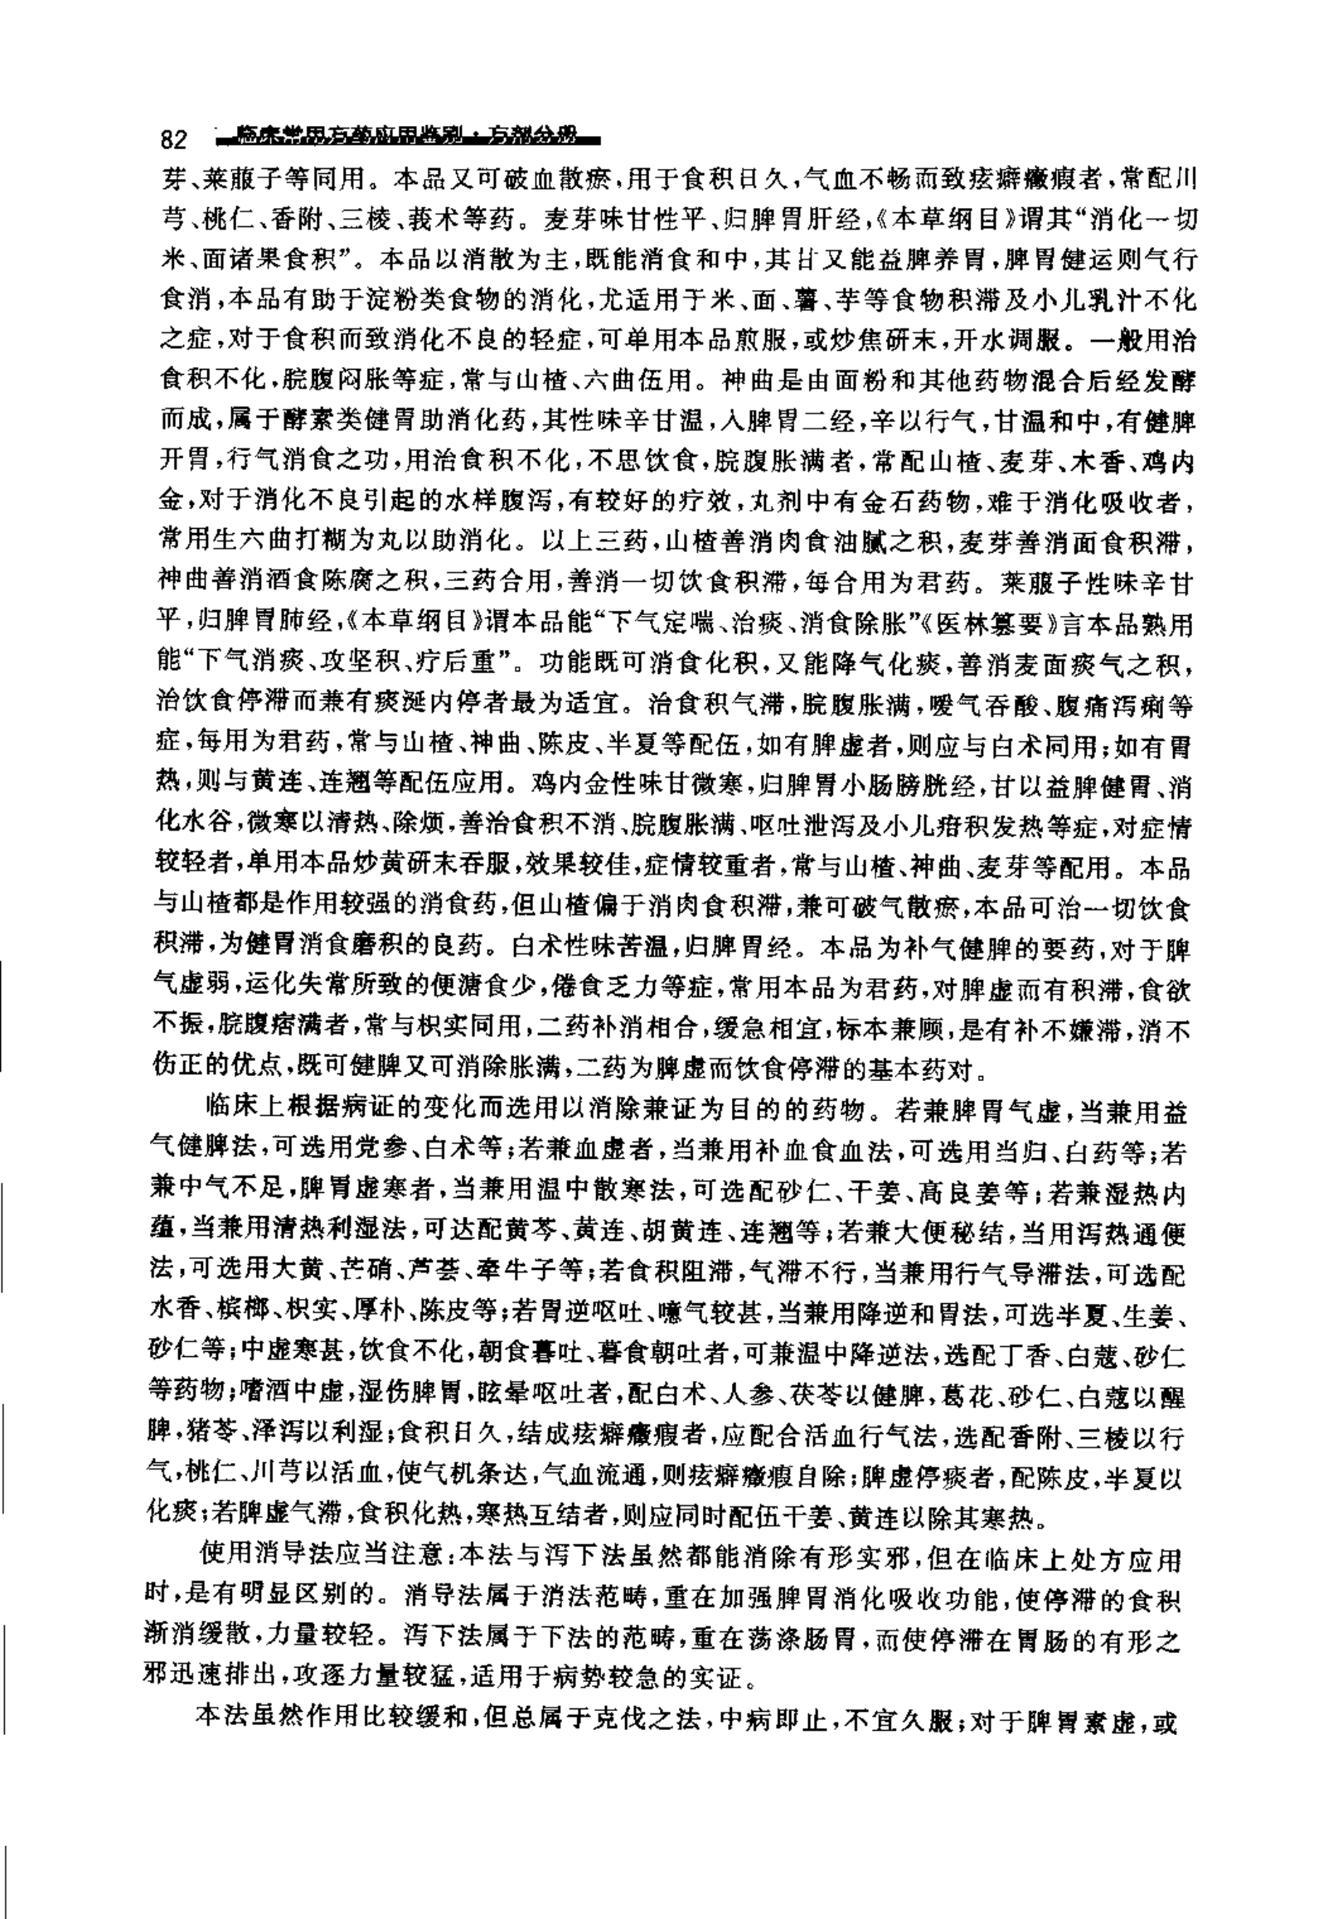 82 临床常用方药应用鉴别·方剂分册
芽、莱菔子等同用。本品又可破血散瘀,用于食积日久,气血不畅而致痃癖癥瘕者,常配川
芎、桃仁、香附、三棱、莪术等药。麦芽味甘性平、归脾胃肝经,《本草纲目》谓其“消化一切
米、面诸果食积”。本品以消散为主,既能消食和中,其甘又能益脾养胃,脾胃健运则气行
食消,本品有助于淀粉类食物的消化,尤适用于米、面、薯、芋等食物积滞及小儿乳汁不化
之症,对于食积而致消化不良的轻症,可单用本品煎服,或炒焦研末,开水调服。一般用治
食积不化,脘腹闷胀等症,常与山楂、六曲伍用。神曲是由面粉和其他药物混合后经发酵
而成,属于酵素类健胃助消化药,其性味辛甘温,入脾胃二经,辛以行气,甘温和中,有健脾
开胃,行气消食之功,用治食积不化,不思饮食,脘腹胀满者,常配山楂、麦芽、木香、鸡内
金,对于消化不良引起的水样腹泻,有较好的疗效,丸剂中有金石药物,难于消化吸收者,
常用生六曲打糊为丸以助消化。以上三药,山楂善消肉食油腻之积,麦芽善消面食积滞,
神曲善消酒食陈腐之积,三药合用,善消一切饮食积滞,每合用为君药。莱菔子性味辛甘
平,归脾胃肺经,《本草纲目》谓本品能“下气定喘、治痰、消食除胀”《医林篡要》言本品熟用
能“下气消痰、攻坚积、疗后重”。功能既可消食化积,又能降气化痰,善消麦面痰气之积,
治饮食停滞而兼有痰涎内停者最为适宜。治食积气滞,脘腹胀满,嗳气吞酸、腹痛泻痢等
症,每用为君药,常与山楂、神曲、陈皮、半夏等配伍,如有脾虚者,则应与白术同用;如有胃
热,则与黄连、连翘等配伍应用。鸡内金性味甘微寒,归脾胃小肠膀胱经,甘以益脾健胃、消
化水谷,微寒以清热、除烦,善治食积不消、脘腹胀满、呕吐泄泻及小儿疳积发热等症,对症情
较轻者,单用本品炒黄研末吞服,效果较佳,症情较重者,常与山楂、神曲、麦芽等配用。本品
与山楂都是作用较强的消食药,但山楂偏于消肉食积滞,兼可破气散瘀,本品可治一切饮食
积滞,为健胃消食磨积的良药。白术性味苦温,归脾胃经。本品为补气健脾的要药,对于脾
气虚弱,运化失常所致的便溏食少,倦食乏力等症,常用本品为君药,对脾虚而有积滞,食欲
不振,脘腹痞满者,常与枳实同用,二药补消相合,缓急相宜,标本兼顾,是有补不嫌滞,消不
伤正的优点,既可健脾又可消除胀满,二药为脾虚而饮食停滞的基本药对。
临床上根据病证的变化而选用以消除兼证为目的的药物。若兼脾胃气虚,当兼用益
气健脾法,可选用党参、白术等;若兼血虚者,当兼用补血食血法,可选用当归、白药等;若
兼中气不足,脾胃虚寒者,当兼用温中散寒法,可选配砂仁、干姜、高良姜等;若兼湿热内
蕴,当兼用清热利湿法,可达配黄芩、黄连、胡黄连、连翘等;若兼大便秘结,当用泻热通便
法,可选用大黄、芒硝、芦荟、牵牛子等;若食积阻滞,气滞不行,当兼用行气导滞法,可选配
木香、槟榔、枳实、厚朴、陈皮等;若胃逆呕吐、噫气较甚,当兼用降逆和胃法,可选半夏、生姜、
砂仁等;中虚寒甚,饮食不化,朝食暮吐、暮食朝吐者,可兼温中降逆法,选配丁香、白蔻、砂仁
等药物;嗜酒中虚,湿伤脾胃,眩晕呕吐者,配白术、人参、茯苓以健脾,葛花、砂仁、白蔻以醒
脾,猪苓、泽泻以利湿;食积日久,结成痃癖癥瘕者,应配合活血行气法,选配香附、三棱以行
气,桃仁、川芎以活血,使气机条达,气血流通,则痃癖癥瘕自除;脾虚停痰者,配陈皮,半夏以
化痰;若脾虚气滞,食积化热,寒热互结者,则应同时配伍干姜、黄连以除其寒热。
使用消导法应当注意:本法与泻下法虽然都能消除有形实邪,但在临床上处方应用
时,是有明显区别的。消导法属于消法范畴,重在加强脾胃消化吸收功能,使停滞的食积
渐消缓散,力量较轻。泻下法属于下法的范畴,重在荡涤肠胃,而使停滞在胃肠的有形之
邪迅速排出,攻逐力量较猛,适用于病势较急的实证。
本法虽然作用比较缓和,但总属于克伐之法,中病即止,不宜久服;对于脾胃素虚,或